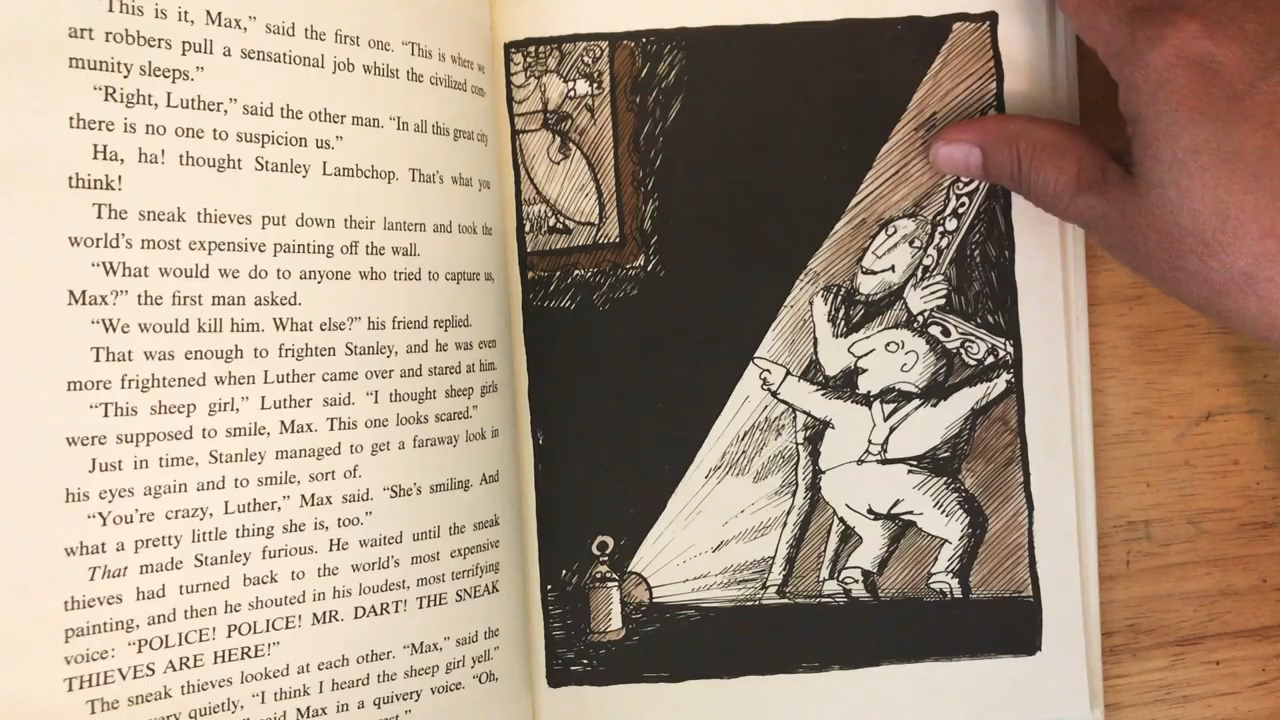 "This is it, Max," said the first one. "This is where we
art robbers pull a sensational job whilst the civilized com-
munity sleeps."
"Right, Luther," said the other man. "In all this great city
there is no one to suspicion us."
Ha, ha! thought Stanley Lambchop. That's what you
think!
The sneak thieves put down their lantern and took the
world's most expensive painting off the wall.
"What would we do to anyone who tried to capture us,
Max?" the first man asked.
"We would kill him. What else?" his friend replied.
That was enough to frighten Stanley, and he was even
more frightened when Luther came over and stared at him.
"This sheep girl," Luther said. "I thought sheep girls
were supposed to smile, Max. This one looks scared."
Just in time, Stanley managed to get a faraway look in
his eyes again and to smile, sort of.
"You're crazy, Luther," Max said. "She's smiling. And
what a pretty little thing she is, too."
That made Stanley furious. He waited until the sneak
thieves had turned back to the world's most expensive
painting, and then he shouted in his loudest, most terrifying
voice: "POLICE! POLICE! MR. DART! THE SNEAK
THIEVES ARE HERE!"
The sneak thieves looked at each other. "Max," said the
very quietly, "I think I heard the sheep girl yell."
said Max in a quivery voice. "Oh,